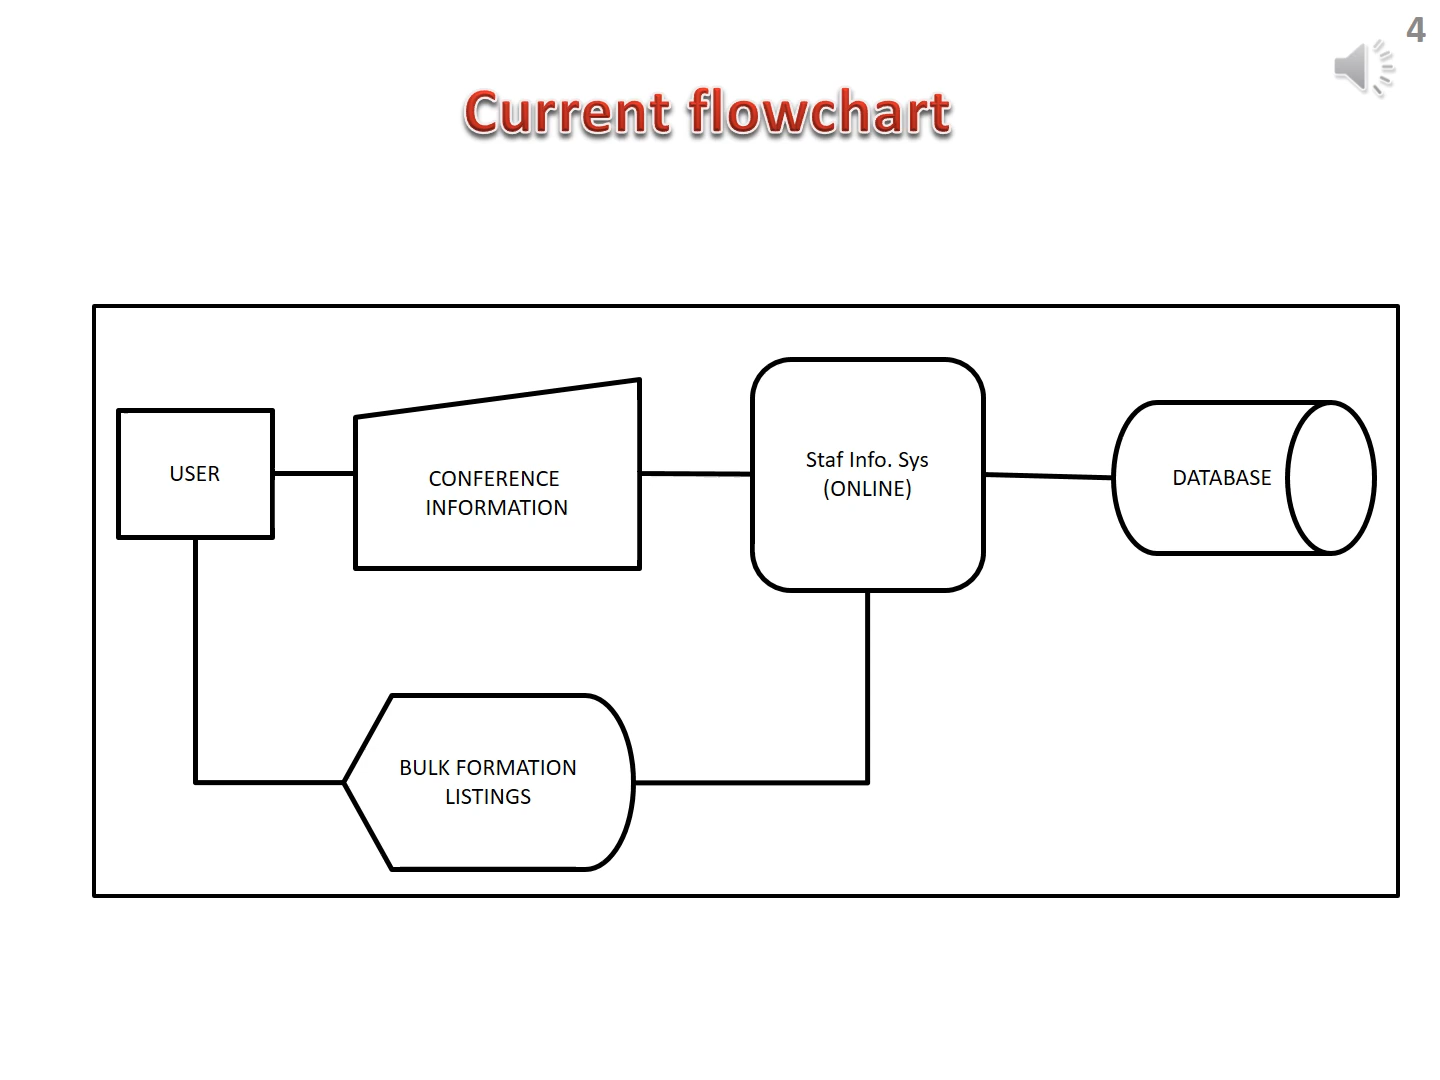 4
Current flowchart
USER
CONFERENCE
INFORMATION
Staf Info. Sys
(ONLINE)
DATABASE
BULK FORMATION
LISTINGS